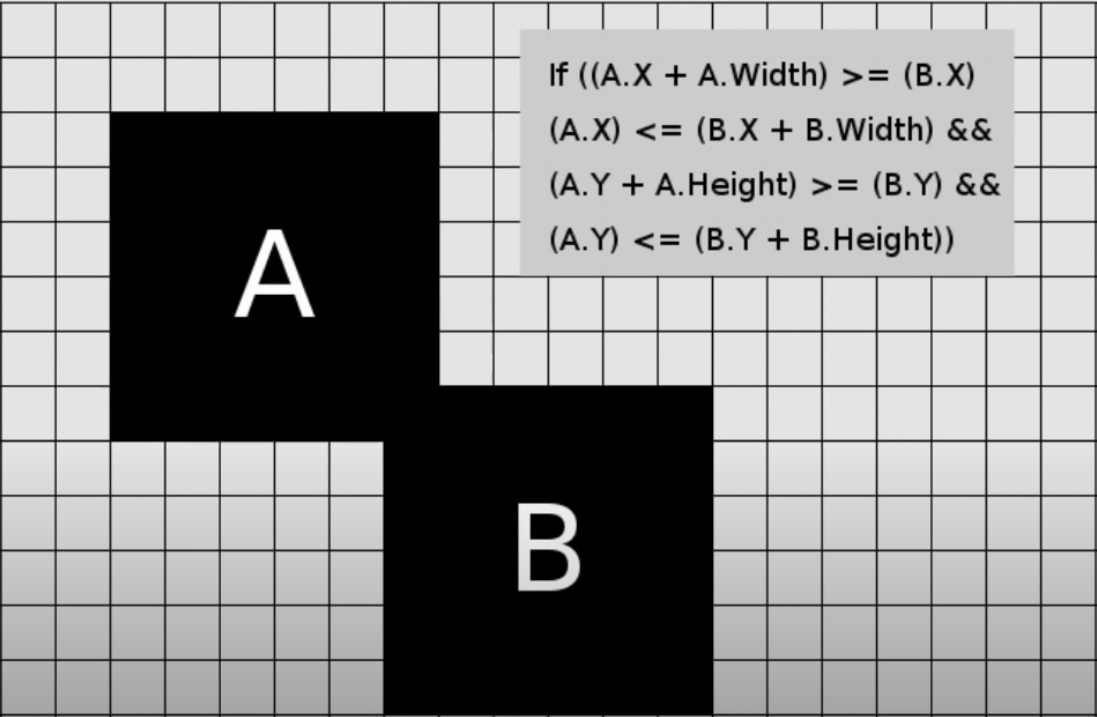 If ((A.X + A.Width) >= (B.X)
(A.X) <= (B.X + B.Width) &&
(A.Y + A.Height) >= (B.Y) &&
(A.Y) <= (B.Y + B.Height))
A
B